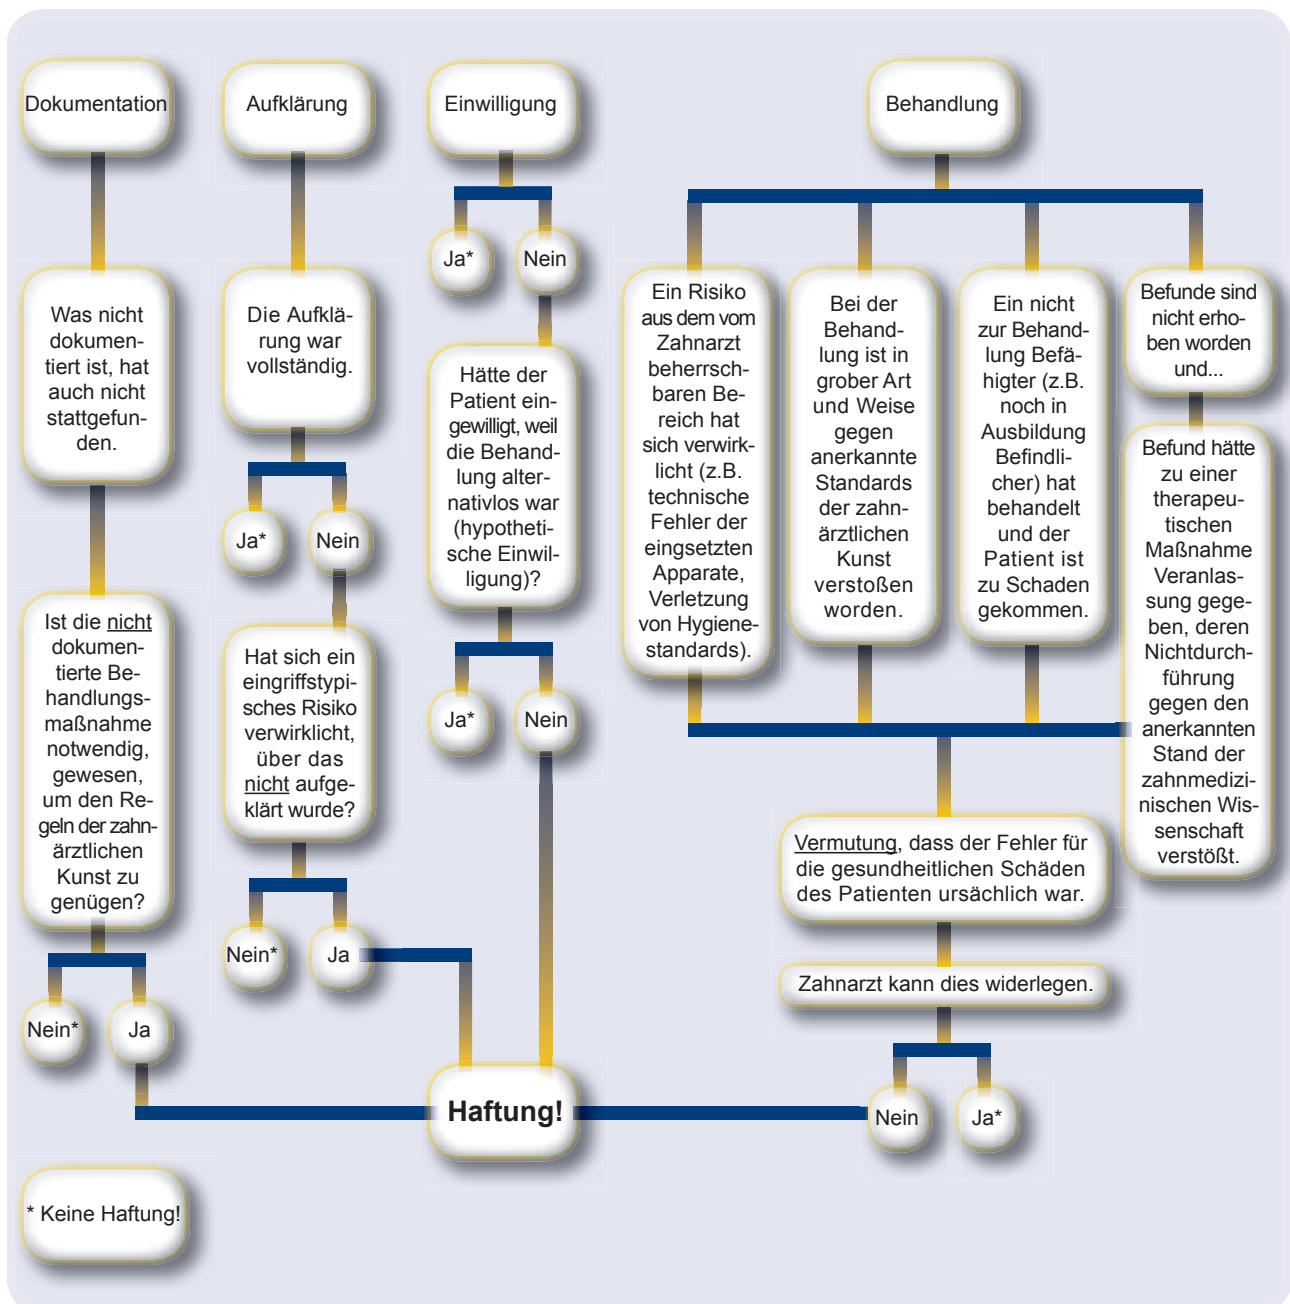 Dokumentation
Was nicht
dokumen-
tiert ist, hat
auch nicht
stattgefun-
den.
Ist die nicht
dokumen-
tierte Be-
handlungs-
maßnahme
notwendig,
gewesen,
um den Re-
geln der zahn-
ärztlichen
Kunst zu
genügen?
Nein*
Ja
Aufklärung
Die Aufklä-
rung war
vollständig.
Ja*
Nein
Hat sich ein
eingriffstypi-
sches Risiko
verwirklicht,
über das
nicht aufge-
klärt wurde?
Nein*
Ja
Einwilligung
Ja*
Nein
Hätte der
Patient ein-
gewilligt, weil
die Behand-
lung alter-
nativlos war
(hypotheti-
sche Einwil-
ligung)?
Ja*
Nein
Behandlung
Ein Risiko
aus dem vom
Zahnarzt
beherrsch-
baren Be-
reich hat
sich verwirk-
licht (z.B.
technische
Fehler der
eingsetzten
Apparate,
Verletzung
von Hygiene-
standards).
Bei der
Behand-
lung ist in
grober Art
und Weise
gegen
anerkannte
Standards
der zahn-
ärztlichen
Kunst
verstoßen
worden.
Ein nicht
zur Behand-
lung Befä-
higter (z.B.
noch in
Ausbildung
Befindli-
cher) hat
behandelt
und der
Patient ist
zu Schaden
gekommen.
Befunde sind
nicht erho-
ben worden
und...
Befund hätte
zu einer
therapeu-
tischen
Maßnahme
Veranlas-
sung gege-
ben, deren
Nichtdurch-
führung
gegen den
anerkannten
Stand der
zahnmedizi-
nischen Wis-
senschaft
verstößt.
Vermutung, dass der Fehler für
die gesundheitlichen Schäden
des Patienten ursächlich war.
Zahnarzt kann dies widerlegen.
Nein
Ja*
Haftung!
* Keine Haftung!